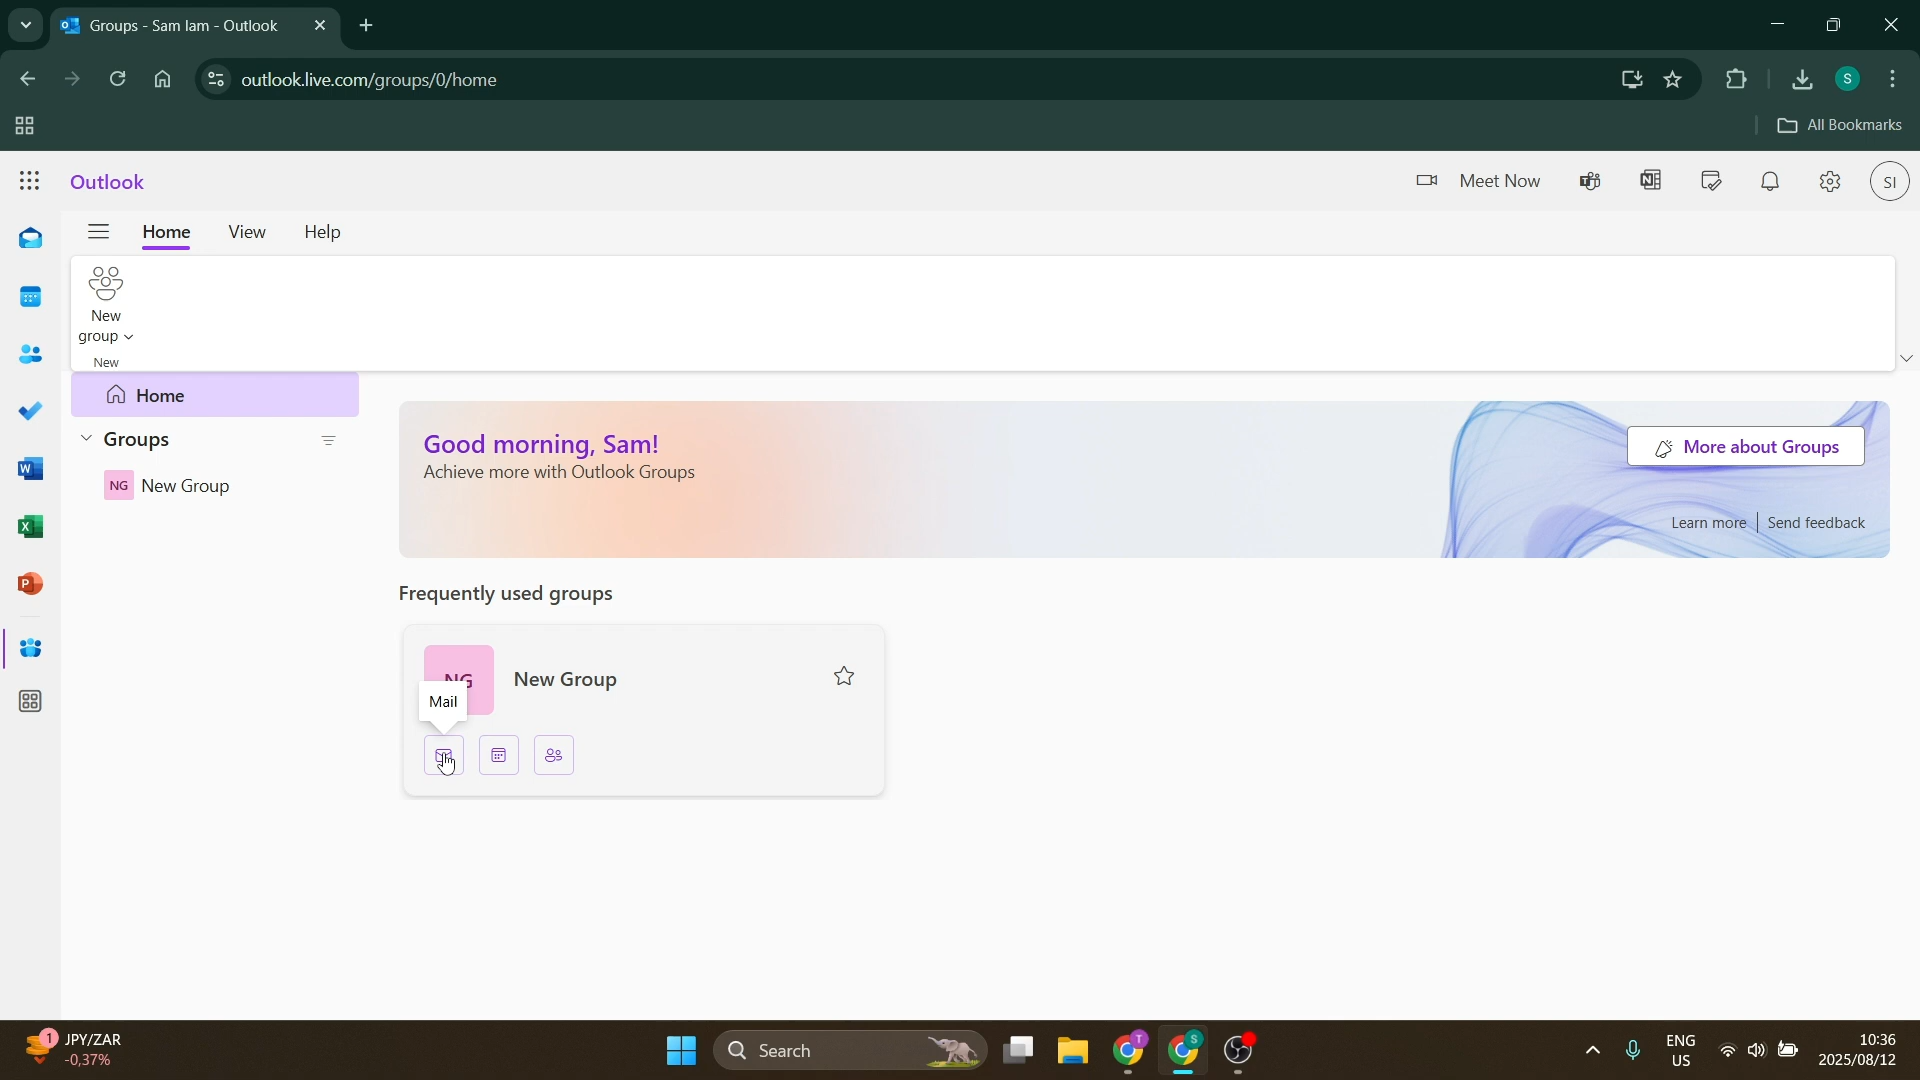 Groups - Sam Iam - Outlook
outlook.live.com/groups/0/home
S
All Bookmarks
Outlook
Meet Now
SI
Home View Help
New
group
New
Home
Groups
NG New Group
Good morning, Sam!
Achieve more with Outlook Groups
More about Groups
Learn more | Send feedback
Frequently used groups
NG New Group
Mail
1 JPY/ZAR
-0,37%
Search
T
S
ENG
US
10:36
2025/08/12